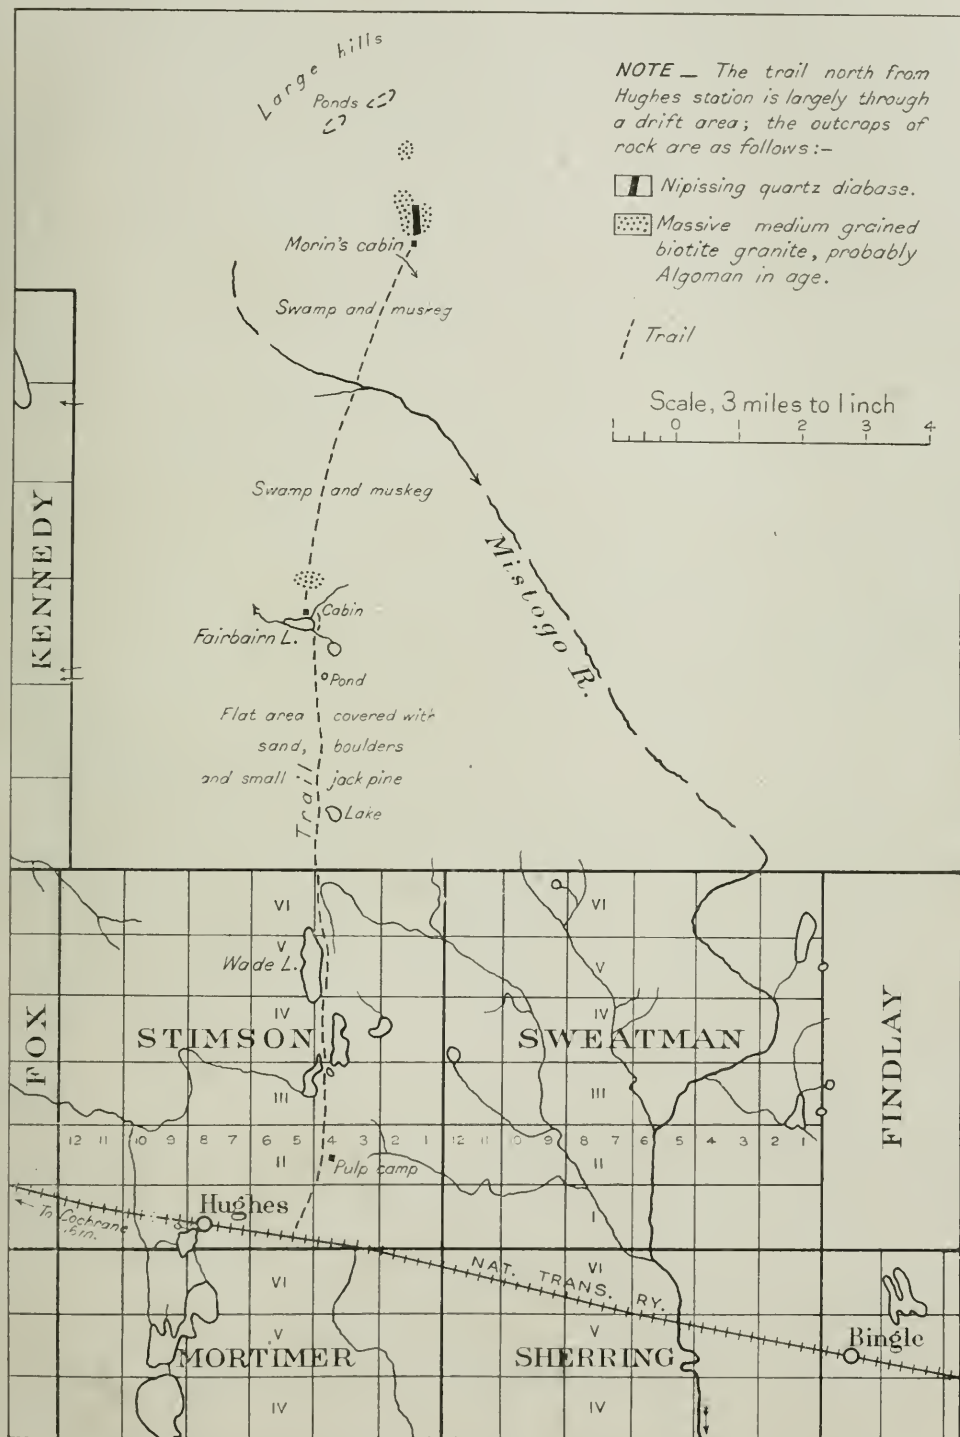 Large hills
Ponds
NOTE — The trail north from
Hughes station is largely through
a drift area; the outcrops of
rock are as follows:-
Nipissing quartz diabase.
Massive medium grained
biotite granite, probably
Algoman in age.
Trail
Scale, 3 miles to 1 inch
1 0 1 2 3 4
Morin's cabin
Swamp and muskeg
Swamp and muskeg
KENNEDY
Mistogo R.
Cabin
Fairbairn L.
Pond
Flat area covered with
sand, boulders
and small jack pine
Trail
Lake
VI VI
V V
Wade L.
IV IV
FOX
STIMSON
SWEATMAN
FINDLAY
III III
12 11 10 9 8 7 6 5 4 3 2 1 12 11 10 9 8 7 6 5 4 3 2 1
II II
Pulp camp
Hughes
To Cochrane
I
NAT. TRANS. RY.
VI VI
V V
Bingle
MORTIMER
SHERRING
IV IV